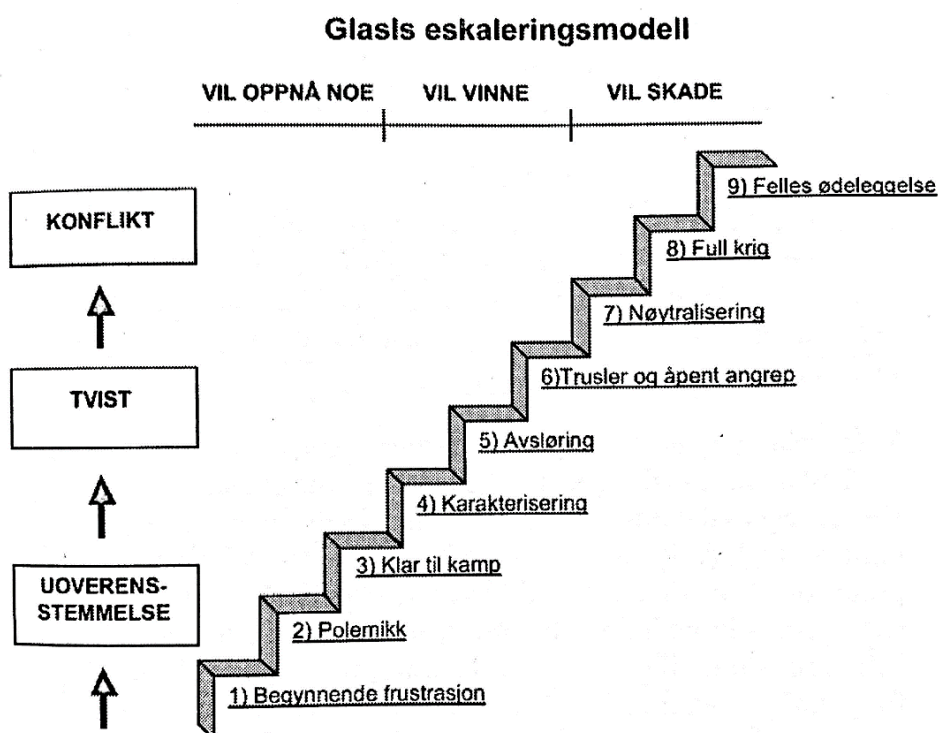 Glasls eskaleringsmodell
VIL OPPNÅ NOE
VIL VINNE
VIL SKADE
KONFLIKT
TVIST
UOVERENS-
STEMMELSE
9) Felles ødeleggelse
8) Full krig
7) Nøytralisering
6)Trusler og åpent angrep
5) Avsløring
4) Karakterisering
3) Klar til kamp
2) Polemikk
1) Begynnende frustrasjon